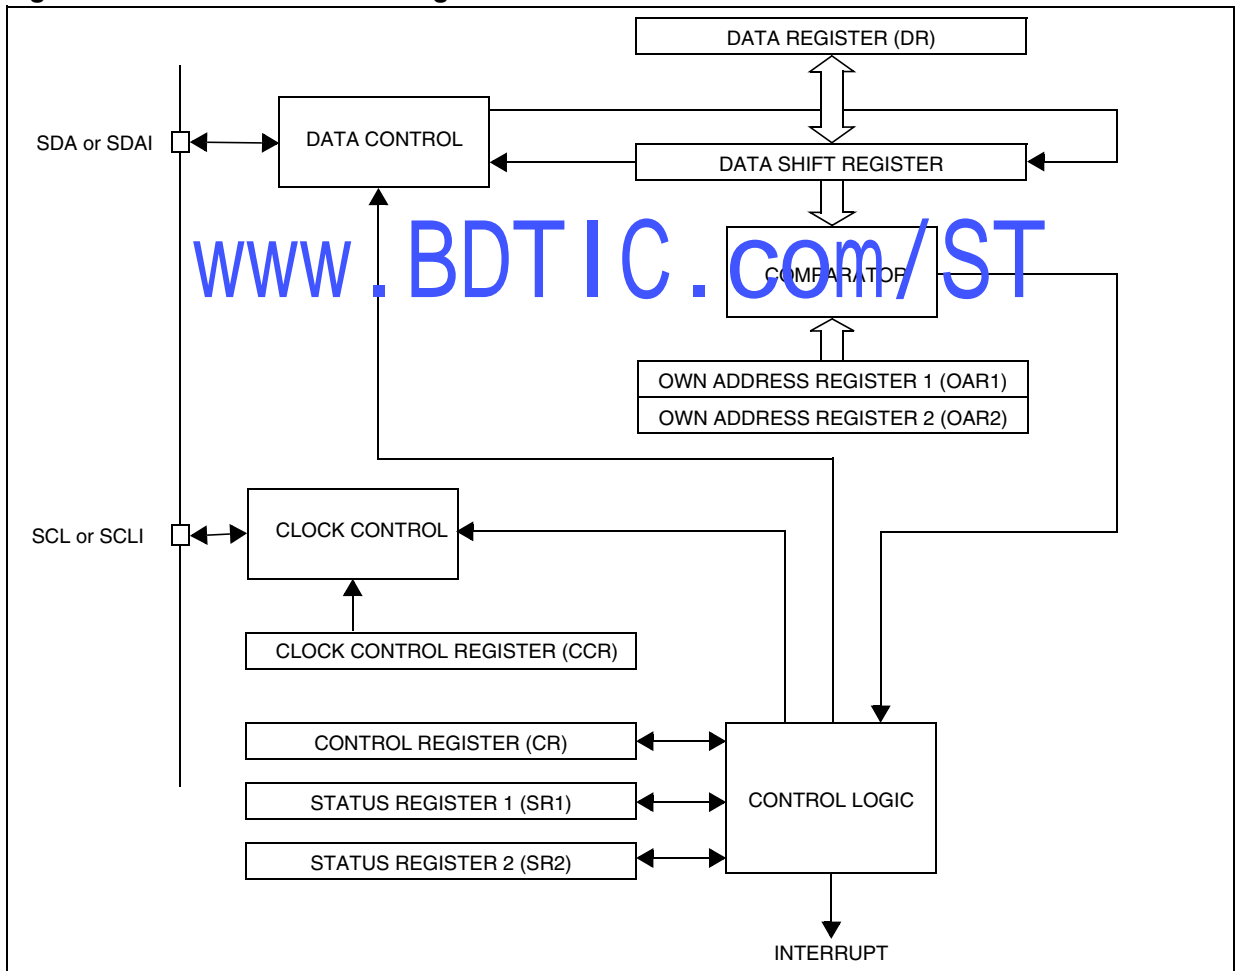 DATA REGISTER (DR)
SDA or SDAI
DATA CONTROL
DATA SHIFT REGISTER
www.BDTIC.com/ST
COMPARATOR
OWN ADDRESS REGISTER 1 (OAR1)
OWN ADDRESS REGISTER 2 (OAR2)
SCL or SCLI
CLOCK CONTROL
CLOCK CONTROL REGISTER (CCR)
CONTROL REGISTER (CR)
STATUS REGISTER 1 (SR1)
CONTROL LOGIC
STATUS REGISTER 2 (SR2)
INTERRUPT